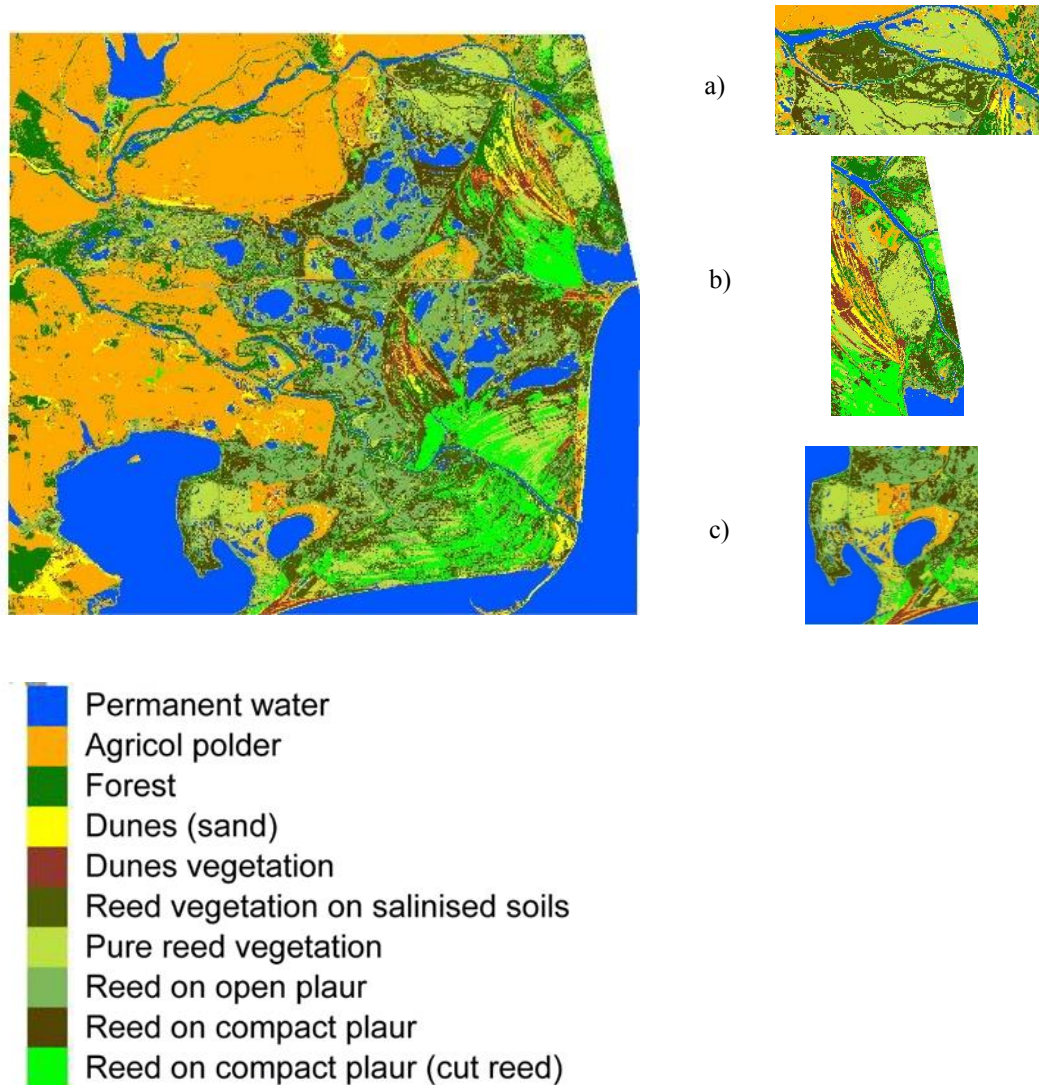 a)
b)
c)
Permanent water
Agricol polder
Forest
Dunes (sand)
Dunes vegetation
Reed vegetation on salinised soils
Pure reed vegetation
Reed on open plaur
Reed on compact plaur
Reed on compact plaur (cut reed)